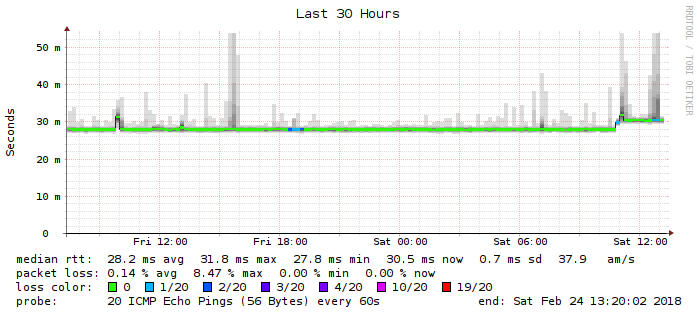 Last 30 Hours
RRDTOOL / TOBI OETIKER
Seconds
50 m
40 m
30 m
20 m
10 m
0
Fri 12:00 Fri 18:00 Sat 00:00 Sat 06:00 Sat 12:00
median rtt: 28.2 ms avg 31.8 ms max 27.8 ms min 30.5 ms now 0.7 ms sd 37.9 am/s
packet loss: 0.14 % avg 8.47 % max 0.00 % min 0.00 % now
loss color: 0 1/20 2/20 3/20 4/20 10/20 19/20
probe: 20 ICMP Echo Pings (56 Bytes) every 60s end: Sat Feb 24 13:20:02 2018